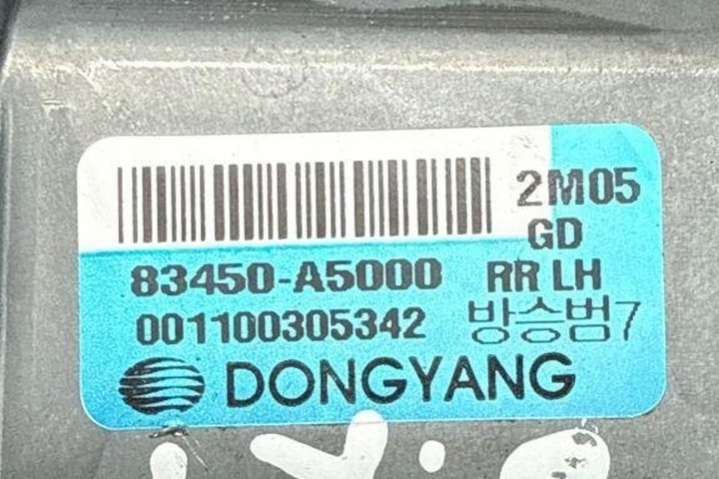 2M05
GD
83450-A5000 RR LH
001100305342 방승범7
DONGYANG